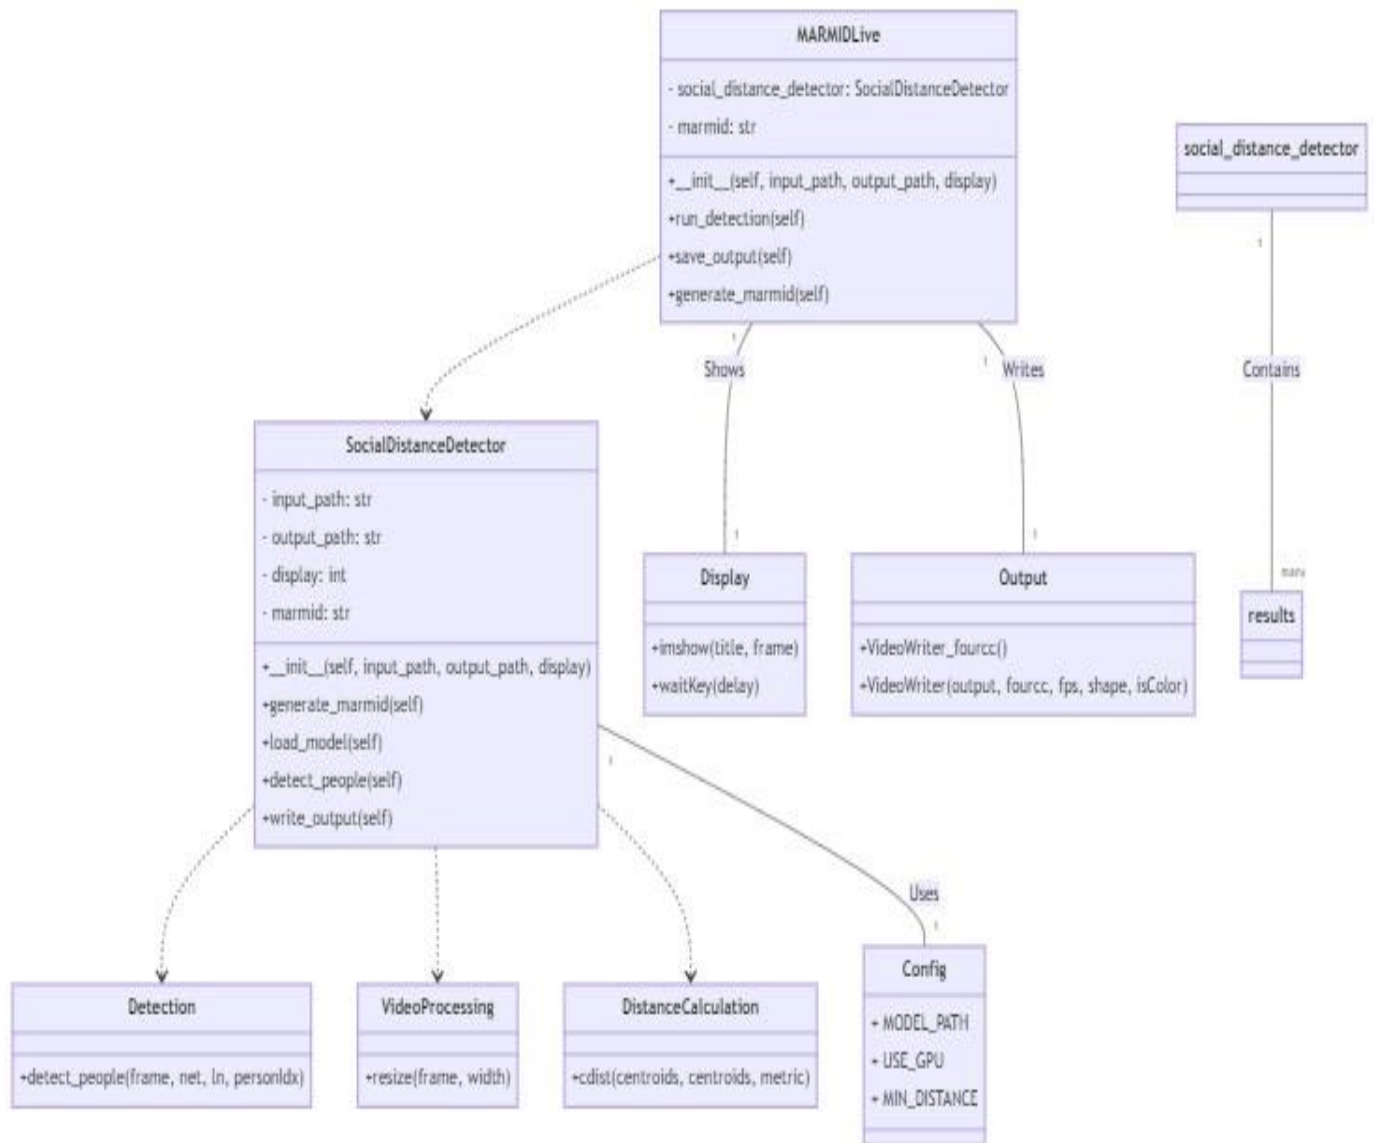 MARMIDLive
- social_distance_detector: SocialDistanceDetector
- marmid: str
+__init__(self, input_path, output_path, display)
+run_detection(self)
+save_output(self)
+generate_marmid(self)
social_distance_detector
1
Contains
many
results
1
Shows
1
1
Writes
1
SocialDistanceDetector
- input_path: str
- output_path: str
- display: int
- marmid: str
+__init__(self, input_path, output_path, display)
+generate_marmid(self)
+load_model(self)
+detect_people(self)
+write_output(self)
Display
+imshow(title, frame)
+waitKey(delay)
Output
+VideoWriter_fourcc()
+VideoWriter(output, fourcc, fps, shape, isColor)
1
Uses
1
Detection
+detect_people(frame, net, ln, personIdx)
VideoProcessing
+resize(frame, width)
DistanceCalculation
+cdist(centroids, centroids, metric)
Config
+ MODEL_PATH
+ USE_GPU
+ MIN_DISTANCE